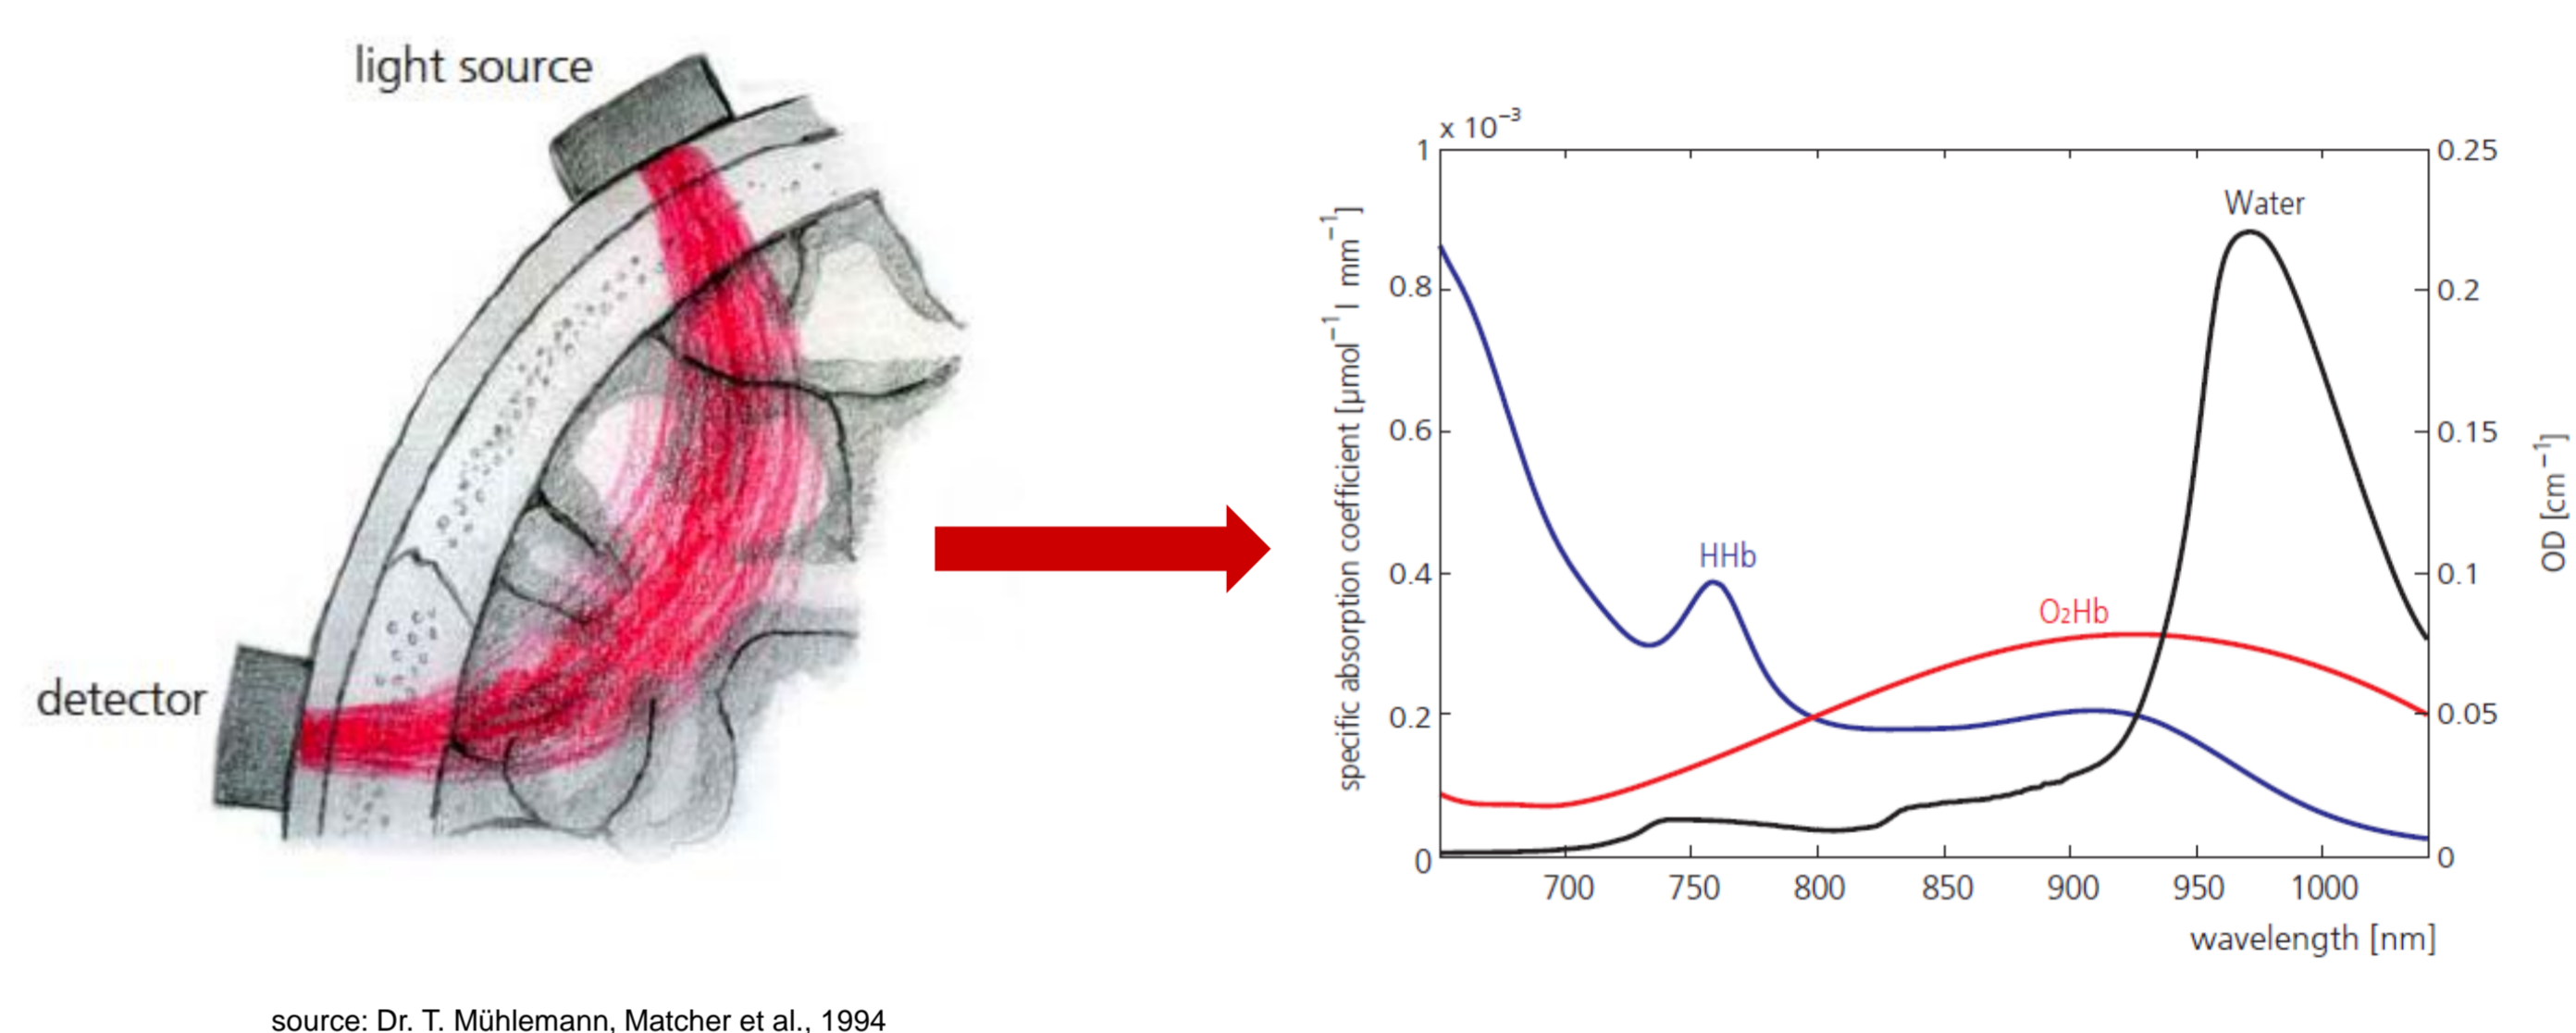 light source
detector
source: Dr. T. Mühlemann, Matcher et al., 1994
x 10⁻³
1
0.8
0.6
0.4
0.2
0
specific absorption coefficient [µmol⁻¹ l mm⁻¹]
HHb
O₂Hb
Water
0.25
0.2
0.15
0.1
0.05
0
OD [cm⁻¹]
700 750 800 850 900 950 1000
wavelength [nm]